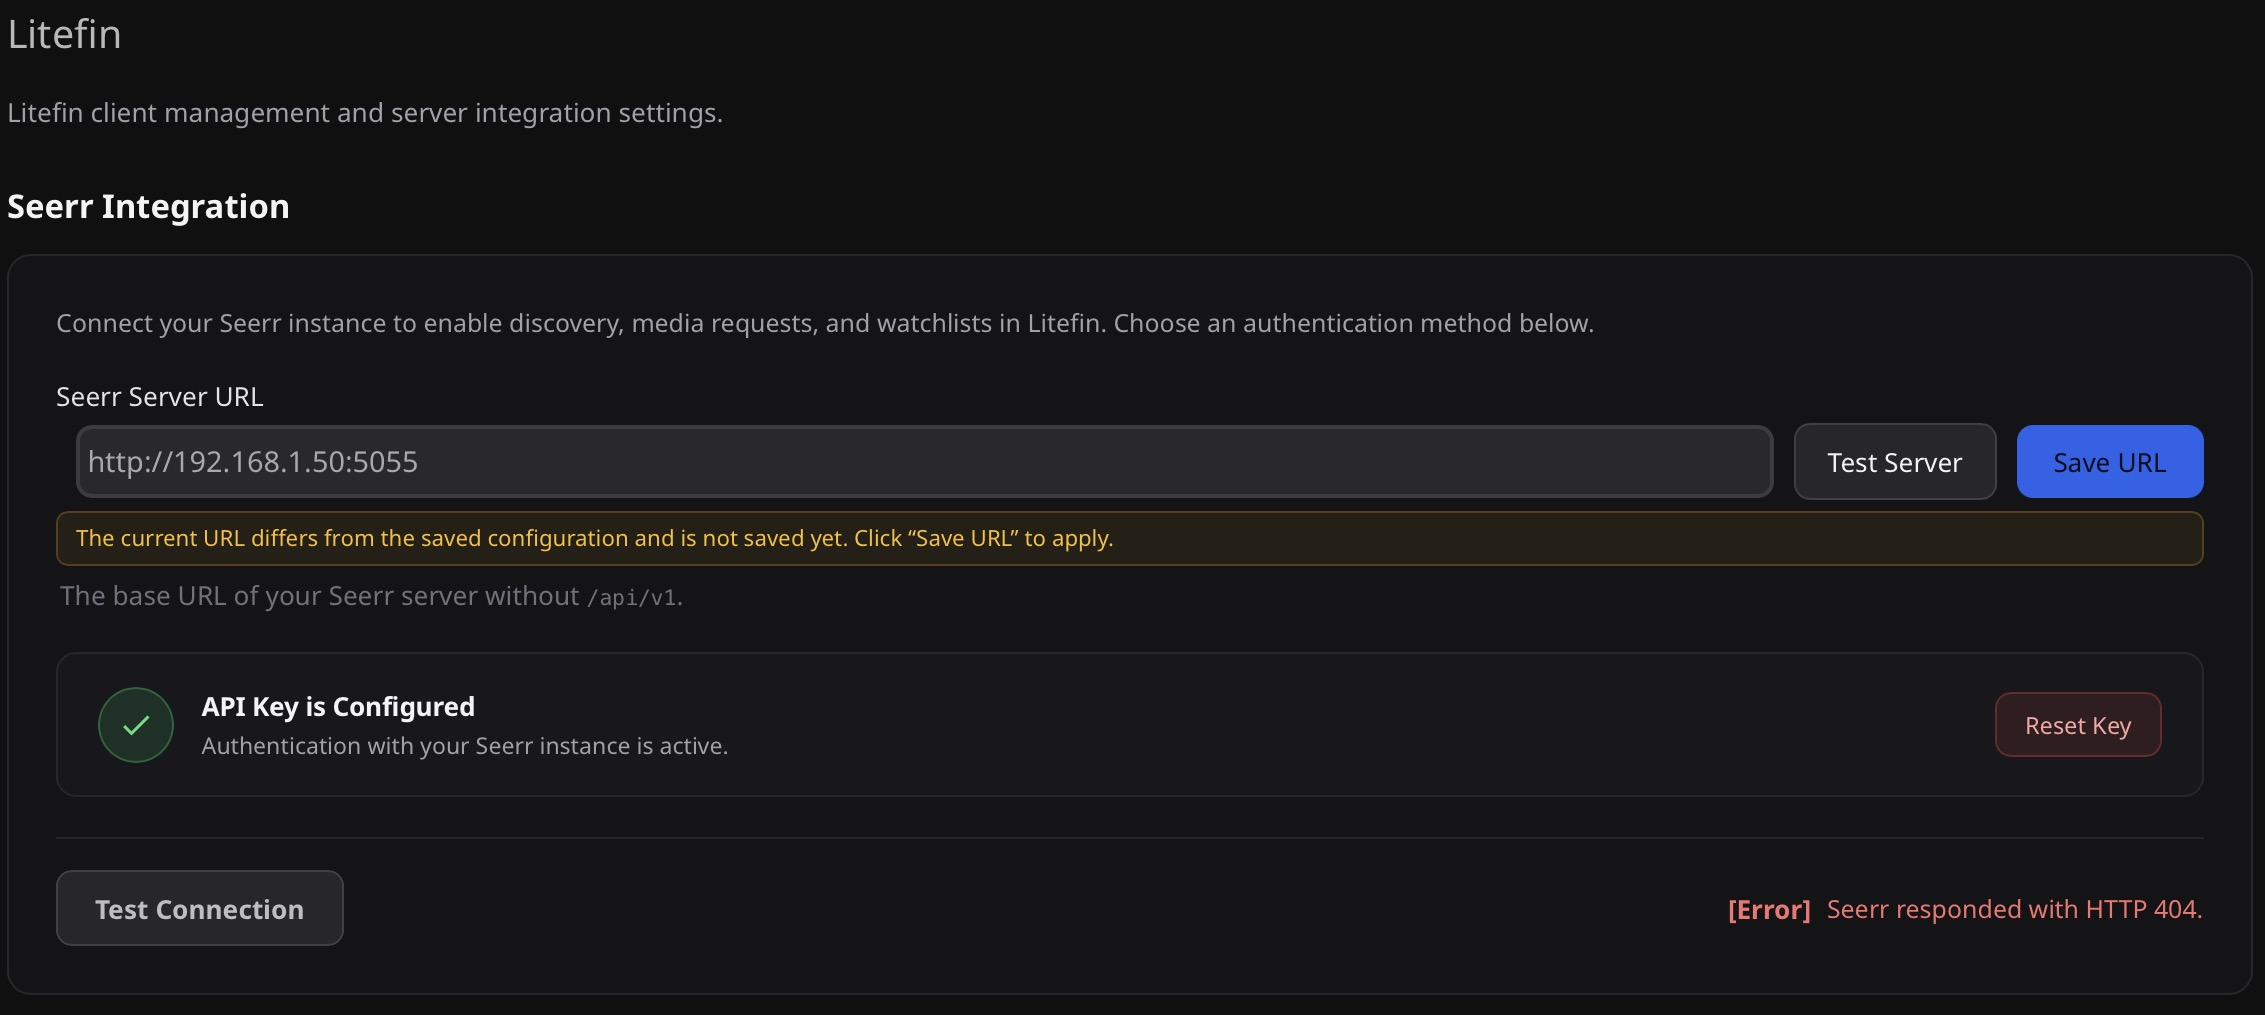 Litefin
Litefin client management and server integration settings.
Seerr Integration
Connect your Seerr instance to enable discovery, media requests, and watchlists in Litefin. Choose an authentication method below.
Seerr Server URL
http://192.168.1.50:5055
Test Server
Save URL
The current URL differs from the saved configuration and is not saved yet. Click “Save URL” to apply.
The base URL of your Seerr server without /api/v1.
API Key is Configured
Authentication with your Seerr instance is active.
Reset Key
Test Connection
[Error] Seerr responded with HTTP 404.